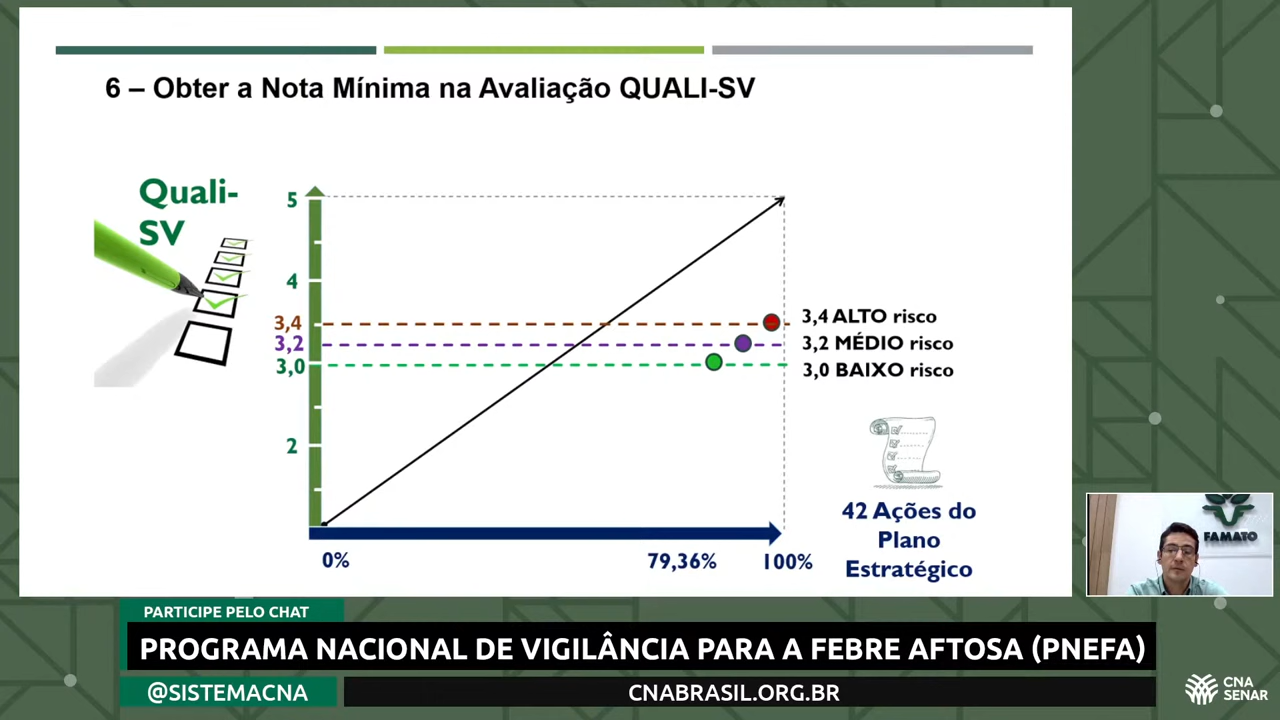 6 – Obter a Nota Mínima na Avaliação QUALI-SV
Quali-
SV
5
4
3,4
3,2
3,0
2
3,4 ALTO risco
3,2 MÉDIO risco
3,0 BAIXO risco
0%
79,36%
100%
42 Ações do
Plano
Estratégico
FAMATO
PARTICIPE PELO CHAT
PROGRAMA NACIONAL DE VIGILÂNCIA PARA A FEBRE AFTOSA (PNEFA)
@SISTEMACNA
CNABRASIL.ORG.BR
CNA
SENAR